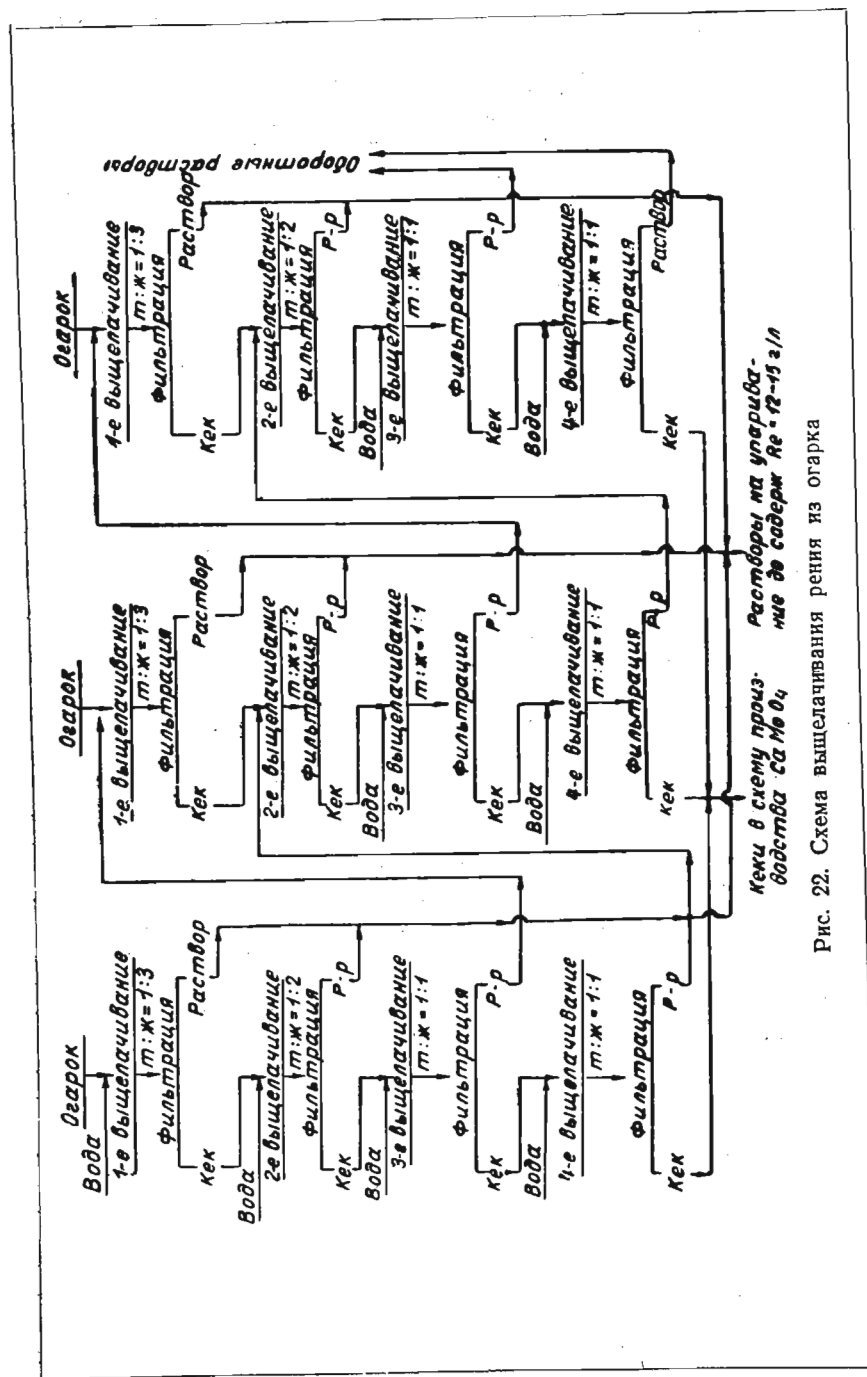 Огарок
Вода
1-е выщелачивание
т:ж=1:3
Фильтрация
Кек
Раствор
Вода
2-е выщелачивание
т:ж=1:2
Фильтрация
Кек
Р-р
Вода
3-е выщелачивание
т:ж=1:1
Фильтрация
Кек
Р-р
Вода
4-е выщелачивание
т:ж=1:1
Фильтрация
Кек
Р-р
Огарок
1-е выщелачивание
т:ж=1:3
Фильтрация
Кек
Раствор
2-е выщелачивание
т:ж=1:2
Фильтрация
Кек
Р-р
Вода
3-е выщелачивание
т:ж=1:1
Фильтрация
Кек
Р-р
Вода
4-е выщелачивание
т:ж=1:1
Фильтрация
Кек
Р-р
Огарок
1-е выщелачивание
т:ж=1:3
Фильтрация
Кек
Раствор
2-е выщелачивание
т:ж=1:2
Фильтрация
Кек
Р-р
Вода
3-е выщелачивание
т:ж=1:1
Фильтрация
Кек
Р-р
Вода
4-е выщелачивание
т:ж=1:1
Фильтрация
Кек
Раствор
Оборотные растворы
Кеки в схему произ-
водства CaMoO4
Растворы на упарива-
ние до содерж Re=12-15 г/л
Рис. 22. Схема выщелачивания рения из огарка